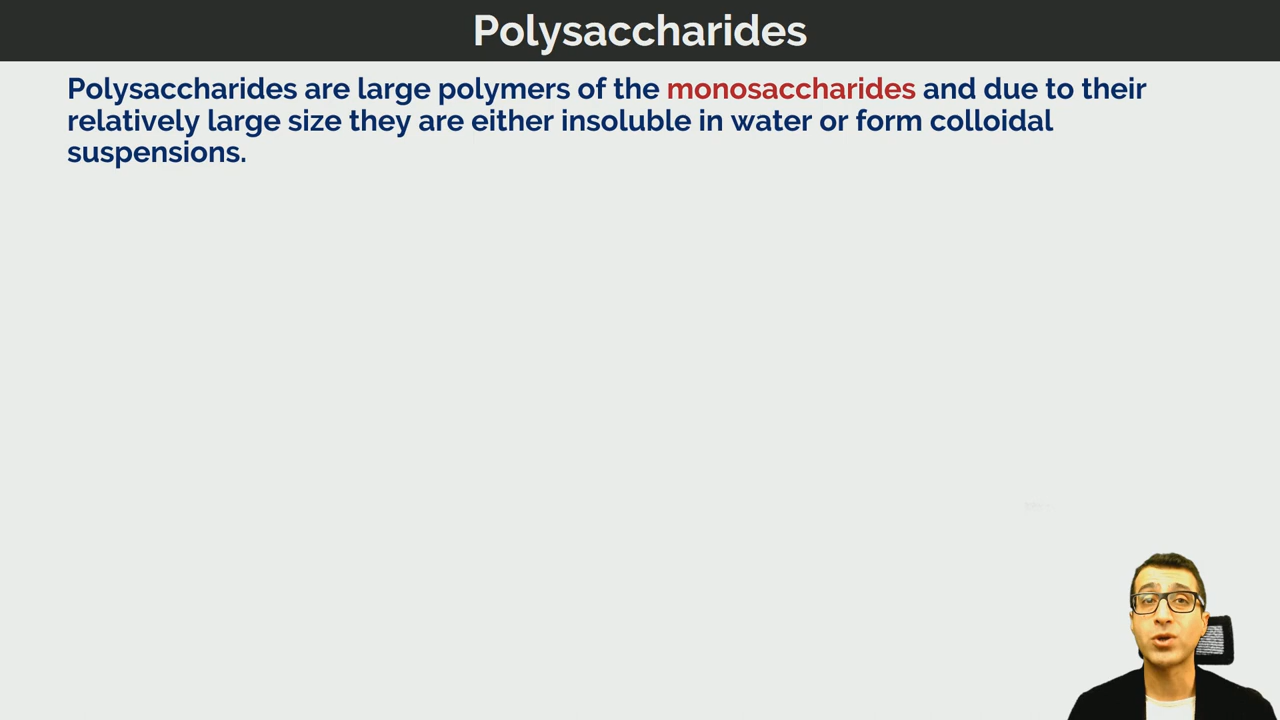 Polysaccharides
Polysaccharides are large polymers of the monosaccharides and due to their
relatively large size they are either insoluble in water or form colloidal
suspensions.